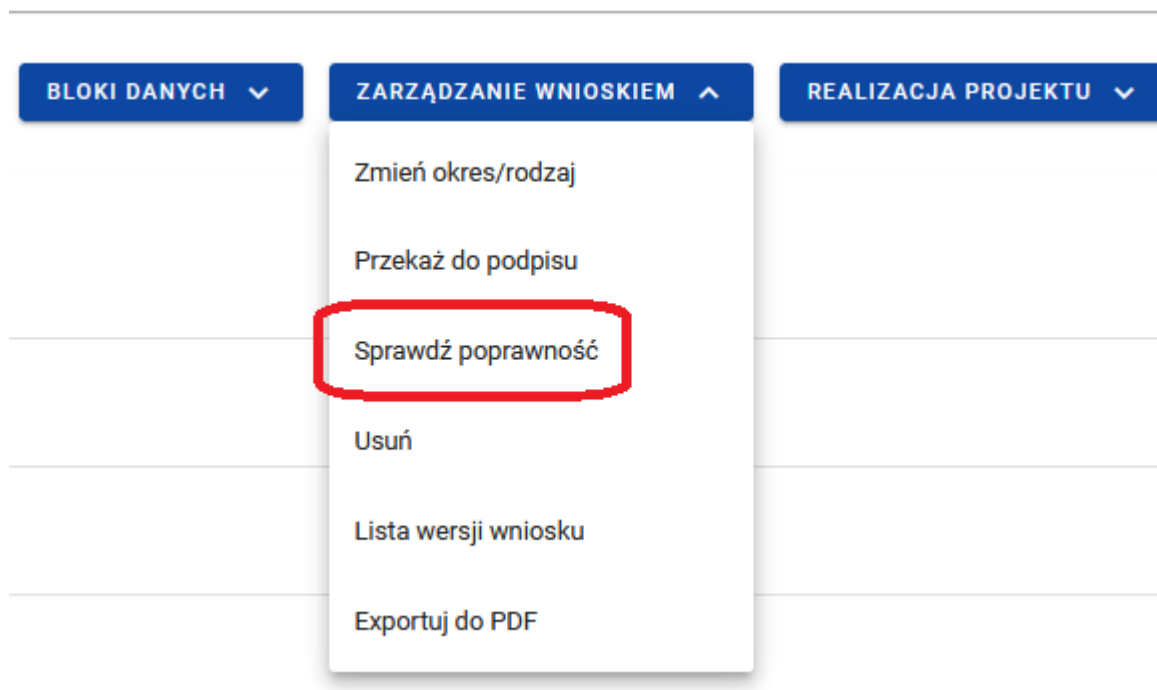 BLOKI DANYCH
ZARZĄDZANIE WNIOSKIEM
REALIZACJA PROJEKTU
Zmień okres/rodzaj
Przekaż do podpisu
Sprawdź poprawność
Usuń
Lista wersji wniosku
Exportuj do PDF